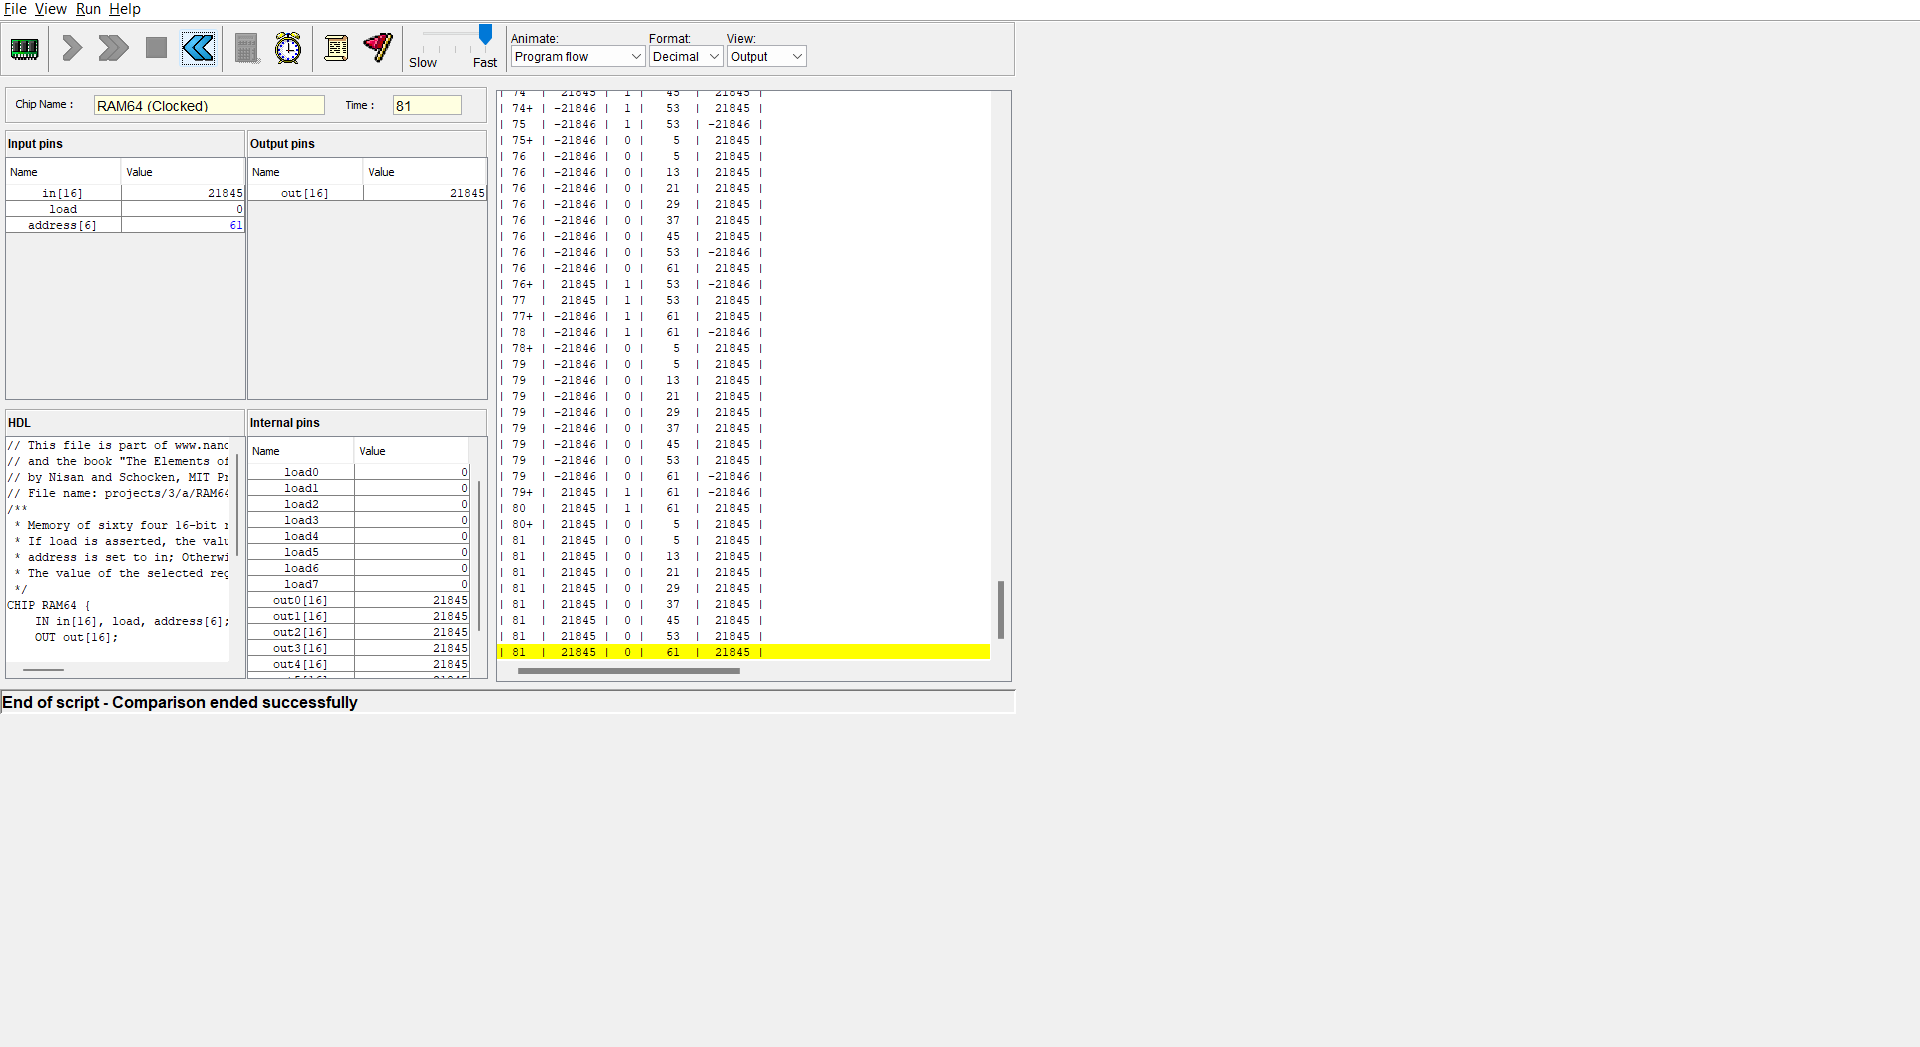 File View Run Help
Slow Fast
Animate:
Program flow
Format:
Decimal
View:
Output
Chip Name :
RAM64 (Clocked)
Time :
81
Input pins
Name Value
in[16] 21845
load 0
address[6] 61
Output pins
Name Value
out[16] 21845
HDL
// This file is part of www.nanc
// and the book "The Elements of
// by Nisan and Schocken, MIT Pr
// File name: projects/3/a/RAM64
/**
* Memory of sixty four 16-bit r
* If load is asserted, the valu
* address is set to in; Otherwi
* The value of the selected reg
*/
CHIP RAM64 {
IN in[16], load, address[6];
OUT out[16];
Internal pins
Name Value
load0 0
load1 0
load2 0
load3 0
load4 0
load5 0
load6 0
load7 0
out0[16] 21845
out1[16] 21845
out2[16] 21845
out3[16] 21845
out4[16] 21845
| 74 | 21845 | 1 | 45 | 21845 |
| 74+ | -21846 | 1 | 53 | 21845 |
| 75 | -21846 | 1 | 53 | -21846 |
| 75+ | -21846 | 0 | 5 | 21845 |
| 76 | -21846 | 0 | 5 | 21845 |
| 76 | -21846 | 0 | 13 | 21845 |
| 76 | -21846 | 0 | 21 | 21845 |
| 76 | -21846 | 0 | 29 | 21845 |
| 76 | -21846 | 0 | 37 | 21845 |
| 76 | -21846 | 0 | 45 | 21845 |
| 76 | -21846 | 0 | 53 | -21846 |
| 76 | -21846 | 0 | 61 | 21845 |
| 76+ | 21845 | 1 | 53 | -21846 |
| 77 | 21845 | 1 | 53 | 21845 |
| 77+ | -21846 | 1 | 61 | 21845 |
| 78 | -21846 | 1 | 61 | -21846 |
| 78+ | -21846 | 0 | 5 | 21845 |
| 79 | -21846 | 0 | 5 | 21845 |
| 79 | -21846 | 0 | 13 | 21845 |
| 79 | -21846 | 0 | 21 | 21845 |
| 79 | -21846 | 0 | 29 | 21845 |
| 79 | -21846 | 0 | 37 | 21845 |
| 79 | -21846 | 0 | 45 | 21845 |
| 79 | -21846 | 0 | 53 | 21845 |
| 79 | -21846 | 0 | 61 | -21846 |
| 79+ | 21845 | 1 | 61 | -21846 |
| 80 | 21845 | 1 | 61 | 21845 |
| 80+ | 21845 | 0 | 5 | 21845 |
| 81 | 21845 | 0 | 5 | 21845 |
| 81 | 21845 | 0 | 13 | 21845 |
| 81 | 21845 | 0 | 21 | 21845 |
| 81 | 21845 | 0 | 29 | 21845 |
| 81 | 21845 | 0 | 37 | 21845 |
| 81 | 21845 | 0 | 45 | 21845 |
| 81 | 21845 | 0 | 53 | 21845 |
| 81 | 21845 | 0 | 61 | 21845 |
End of script - Comparison ended successfully